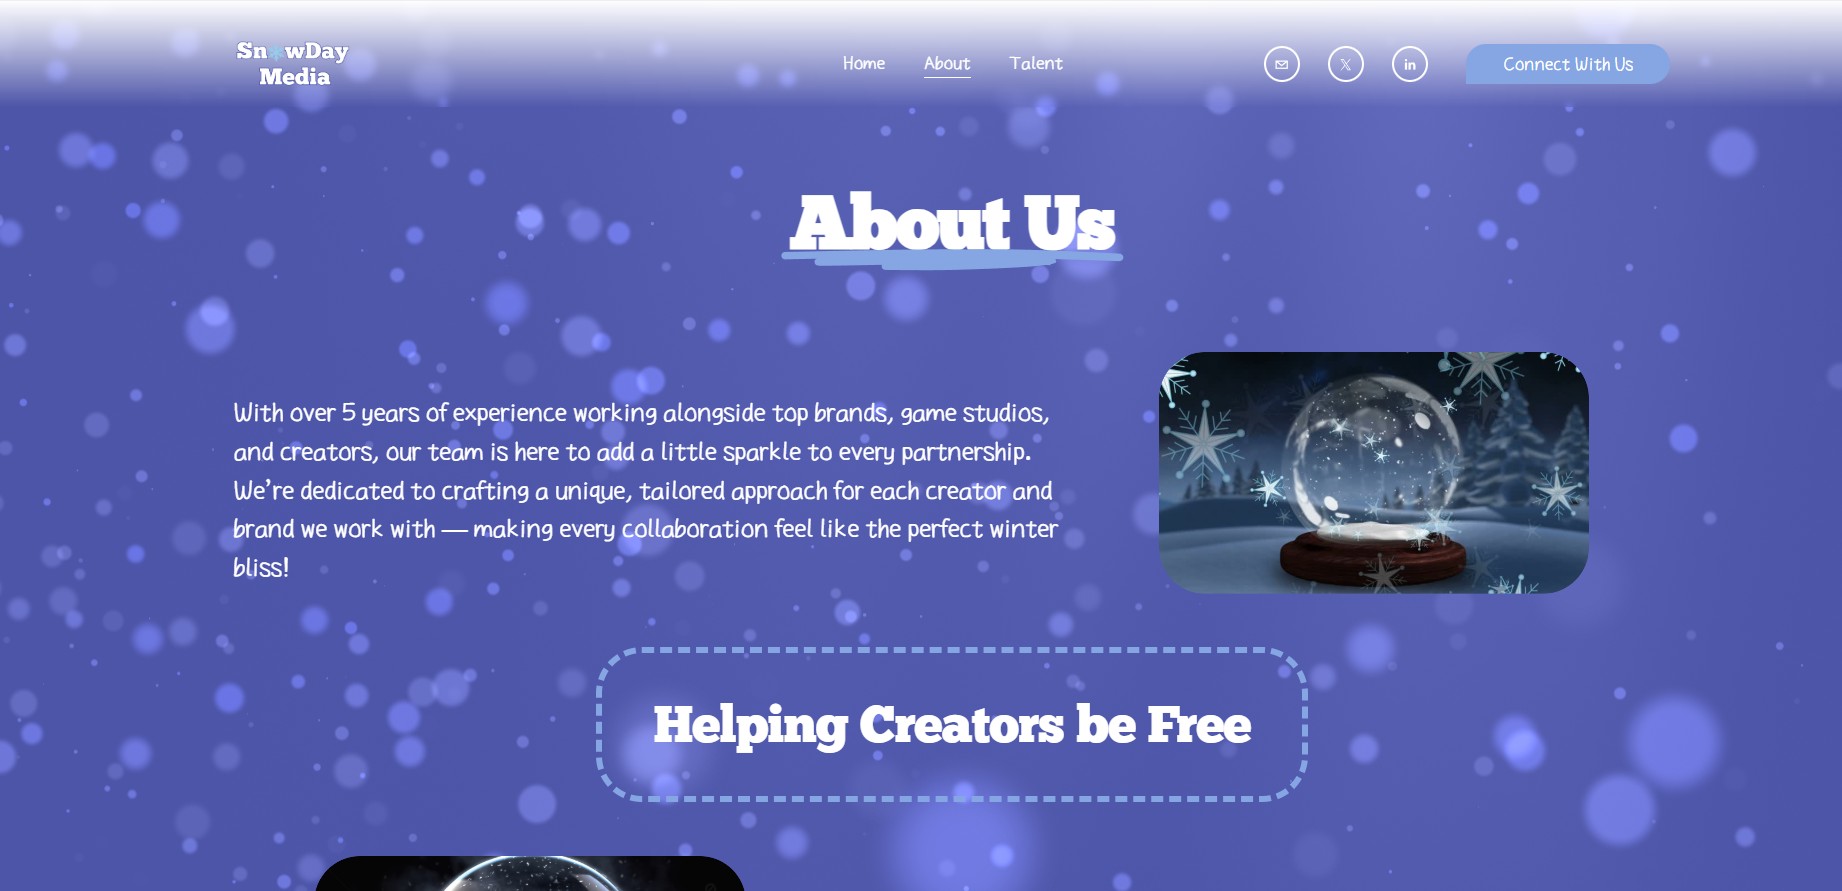 Sn*wDay
Media
Home
About
Talent
Connect With Us
About Us
With over 5 years of experience working alongside top brands, game studios,
and creators, our team is here to add a little sparkle to every partnership.
We're dedicated to crafting a unique, tailored approach for each creator and
brand we work with — making every collaboration feel like the perfect winter
bliss!
Helping Creators be Free